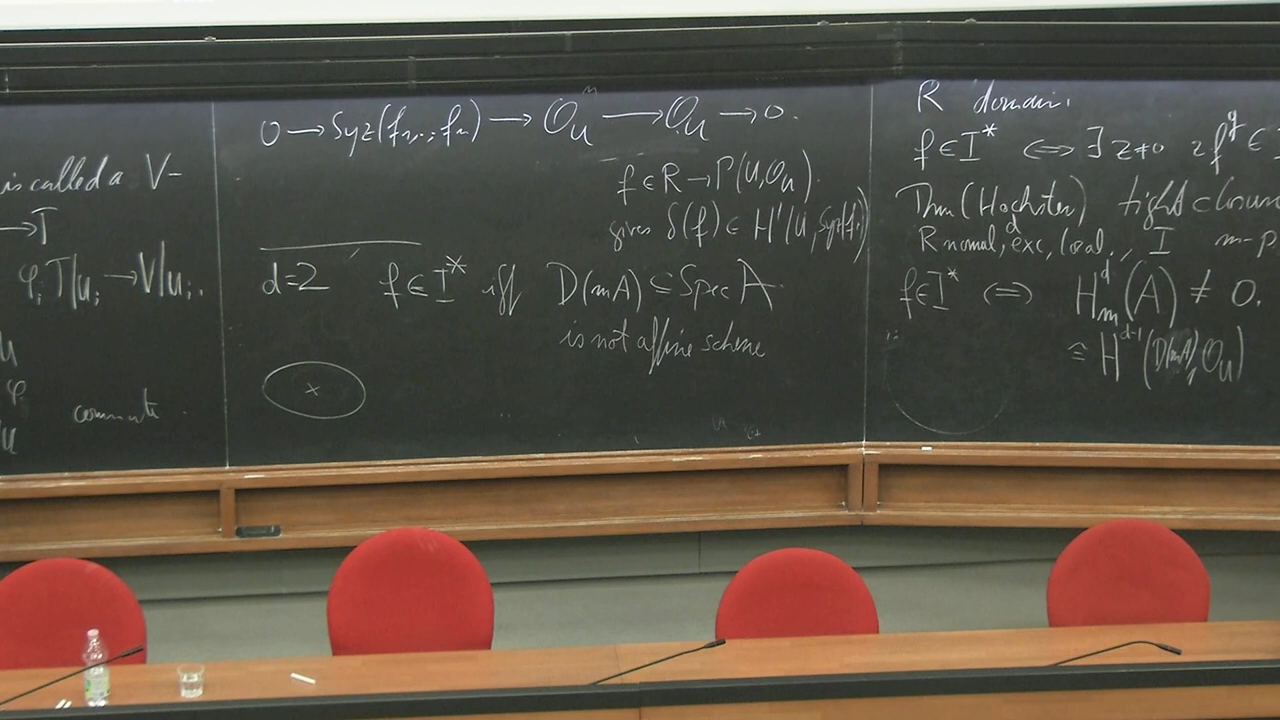 is called a V-
→T
φ_i T|u_i → V|u_i.
φ
commute
0 → Syz(f_1,..,f_n) → O_U^n → O_U → 0.
f ∈ R → Γ(U,O_U).
gives δ(f) ∈ H^1(U, Syz(f_i))
d=2 f ∈ I^* iff D(mA) ⊆ Spec A
is not affine scheme
R domain.
f ∈ I^* ⇔ ∃ z≠0 z f^q ∈
Thm (Hochster) tight closure
R normal, exc, local, d, I m-p
f ∈ I^* ⇔ H_m^d(A) ≠ 0.
≅ H^{d-1}(D(mA), O_U)